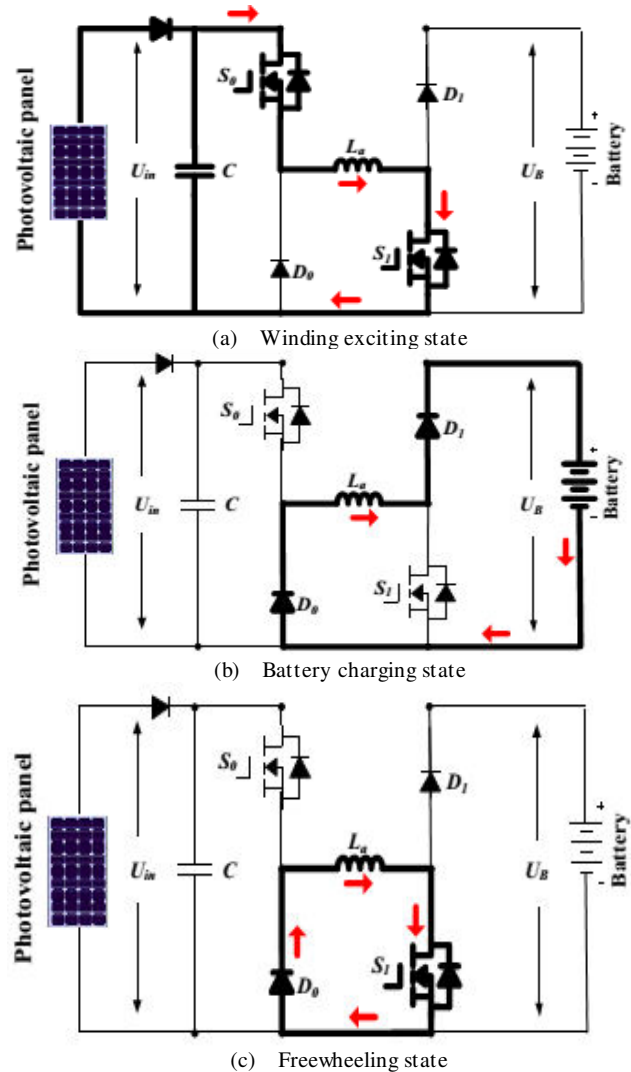 Photovoltaic panel
U_in
C
S_0
D_0
L_a
S_1
D_1
U_B
+
-
Battery
(a) Winding exciting state
Photovoltaic panel
U_in
C
S_0
D_0
L_a
S_1
D_1
U_B
+
-
Battery
(b) Battery charging state
Photovoltaic panel
U_in
C
S_0
D_0
L_a
S_1
D_1
U_B
+
-
Battery
(c) Freewheeling state